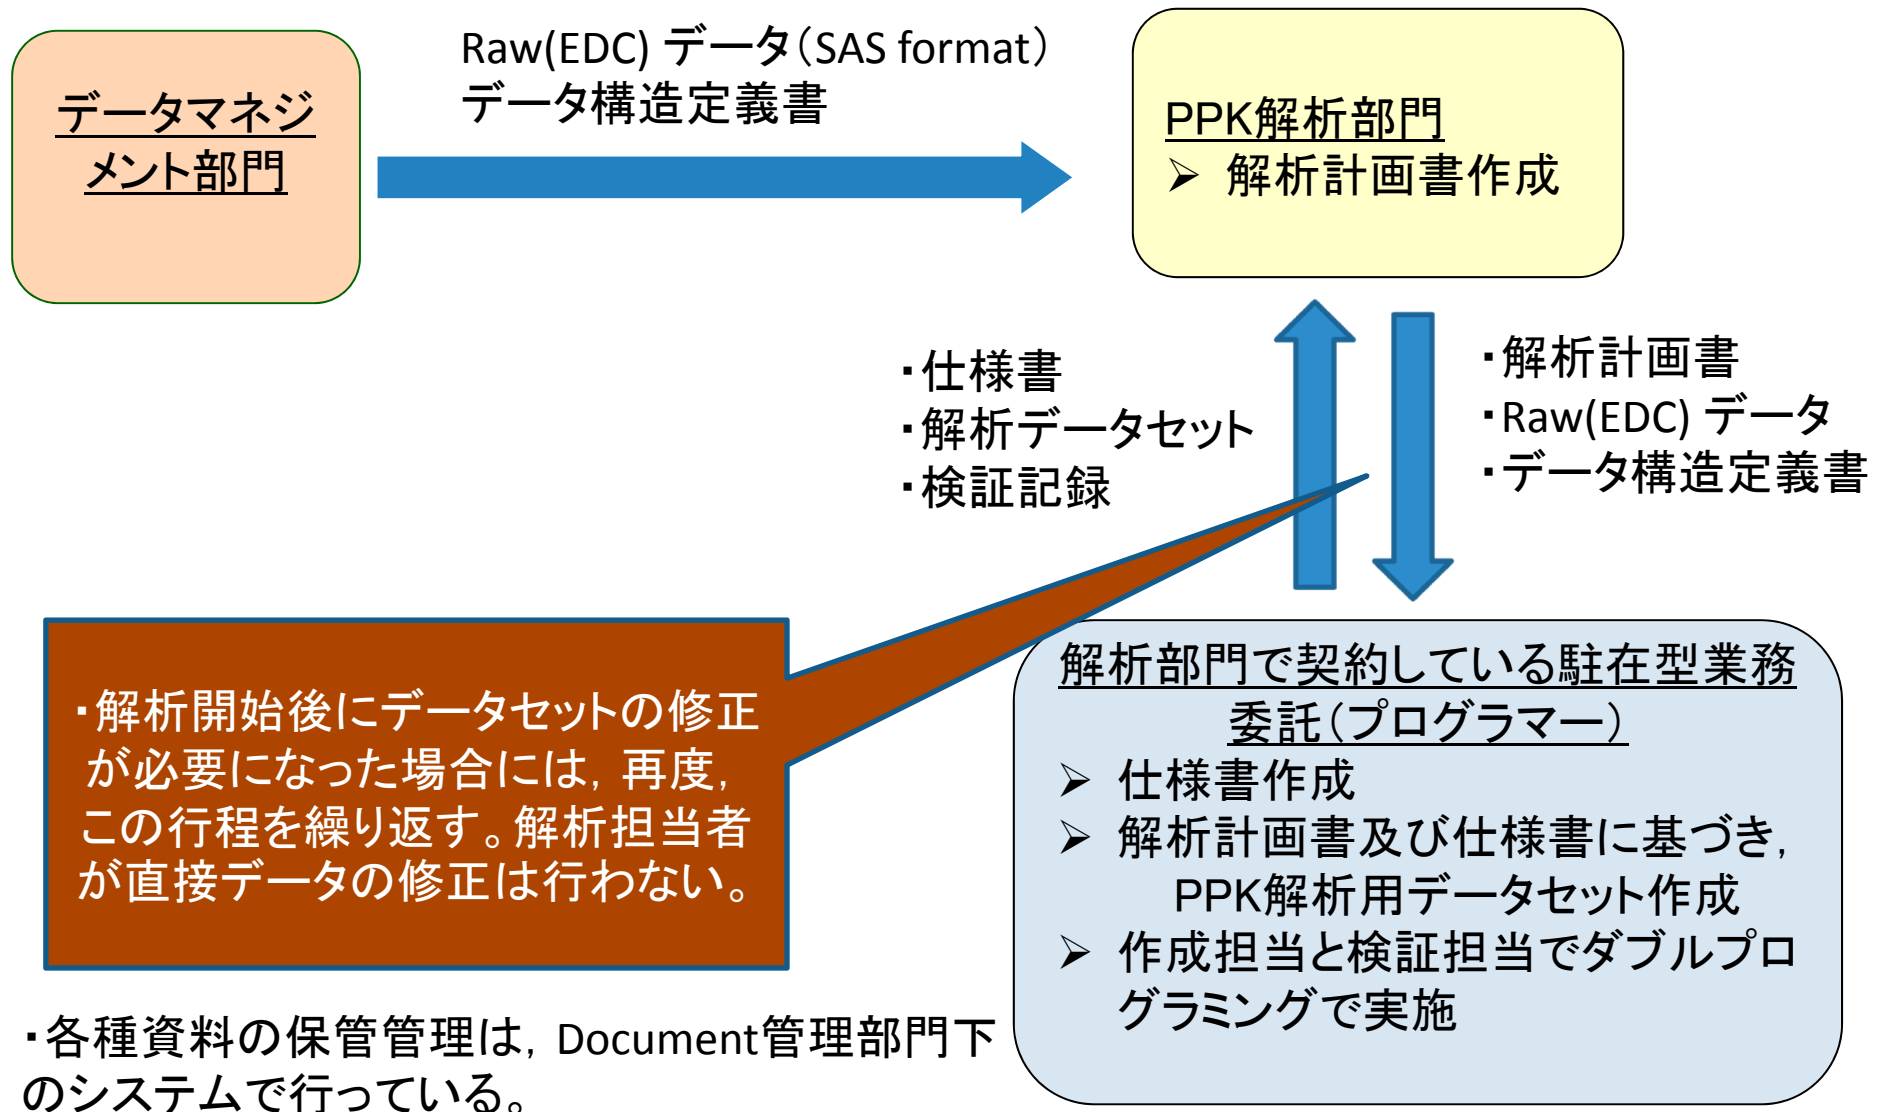 データマネジ
メント部門
Raw(EDC) データ（SAS format）
データ構造定義書
PPK解析部門
➢ 解析計画書作成
・仕様書
・解析データセット
・検証記録
・解析計画書
・Raw(EDC) データ
・データ構造定義書
・解析開始後にデータセットの修正
が必要になった場合には，再度，
この行程を繰り返す。解析担当者
が直接データの修正は行わない。
解析部門で契約している駐在型業務
委託（プログラマー）
➢ 仕様書作成
➢ 解析計画書及び仕様書に基づき，
PPK解析用データセット作成
➢ 作成担当と検証担当でダブルプロ
グラミングで実施
・各種資料の保管管理は，Document管理部門下
のシステムで行っている。